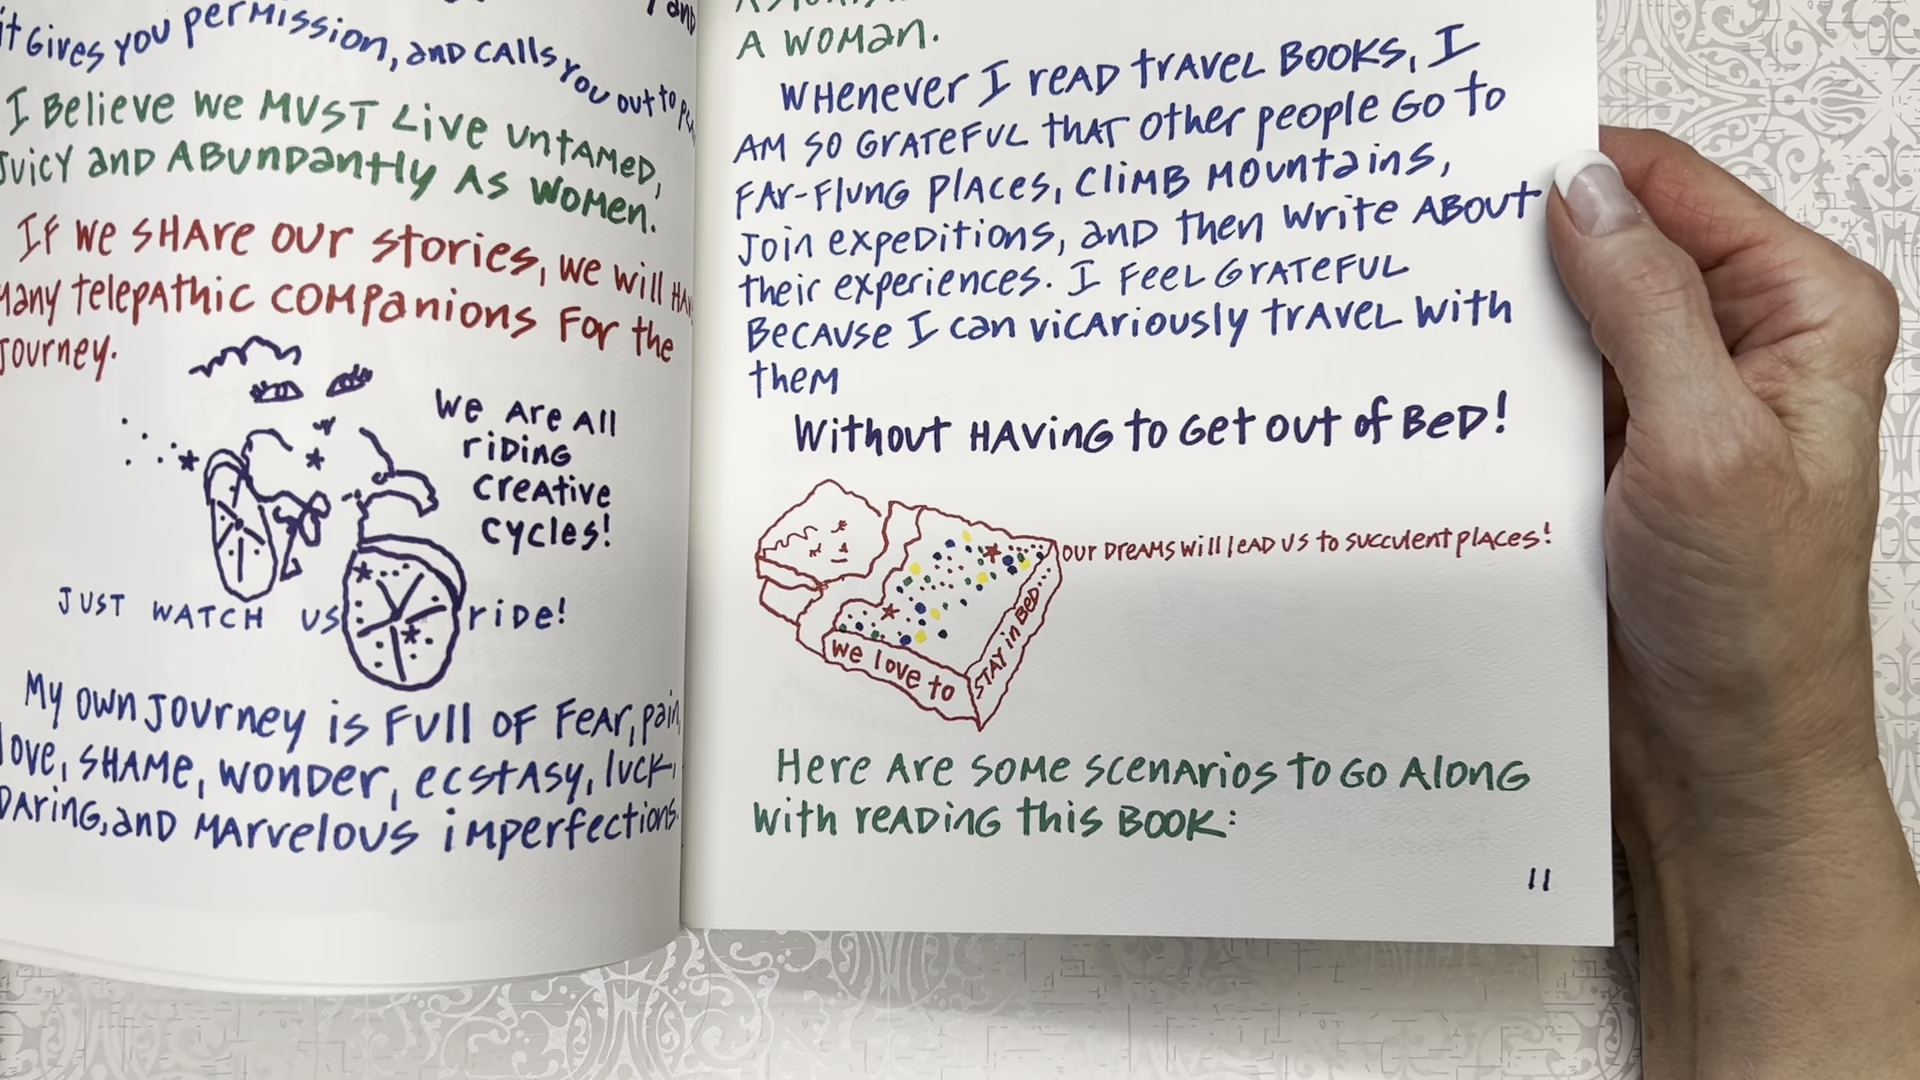 it Gives you permission, and calls you out to
I Believe we MUST Live untamed,
Juicy and Abundantly As women.
If we share our stories, we will
many telepathic companions for the
Journey.
We Are All
riding
creative
cycles!
JUST WATCH US ride!
My own journey is full of fear, pain,
love, shame, wonder, ecstasy, luck,
Daring, and marvelous imperfections.
A woman.
Whenever I read travel Books, I
AM so grateful that other people go to
far-flung places, climb mountains,
Join expeditions, and then write about
their experiences. I feel grateful
Because I can vicariously travel with
them
Without Having to Get out of Bed!
our Dreams will lead us to succulent places!
We love to
STAY in BED
Here Are some scenarios to go along
with reading this Book:
11